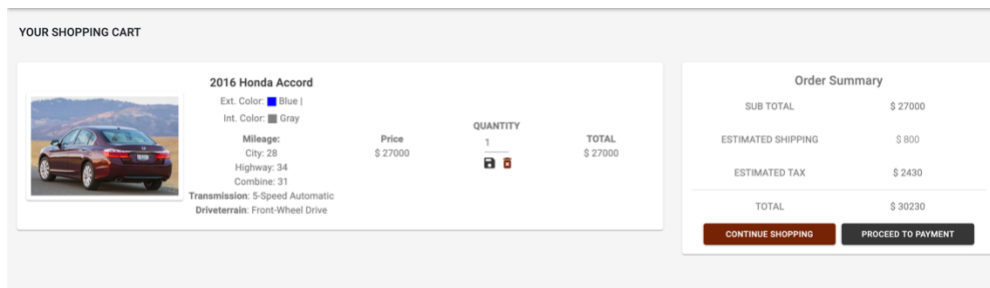 YOUR SHOPPING CART
2016 Honda Accord
Ext. Color: Blue |
Int. Color: Gray
Mileage:
City: 28
Highway: 34
Combine: 31
Transmission: 5-Speed Automatic
Driveterrain: Front-Wheel Drive
Price
$ 27000
QUANTITY
1
TOTAL
$ 27000
Order Summary
SUB TOTAL $ 27000
ESTIMATED SHIPPING $ 800
ESTIMATED TAX $ 2430
TOTAL $ 30230
CONTINUE SHOPPING PROCEED TO PAYMENT